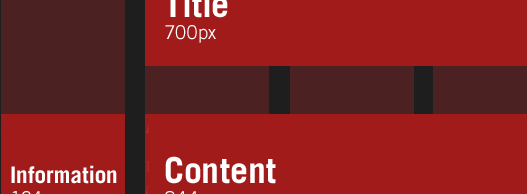 Title
700px
Information
Content